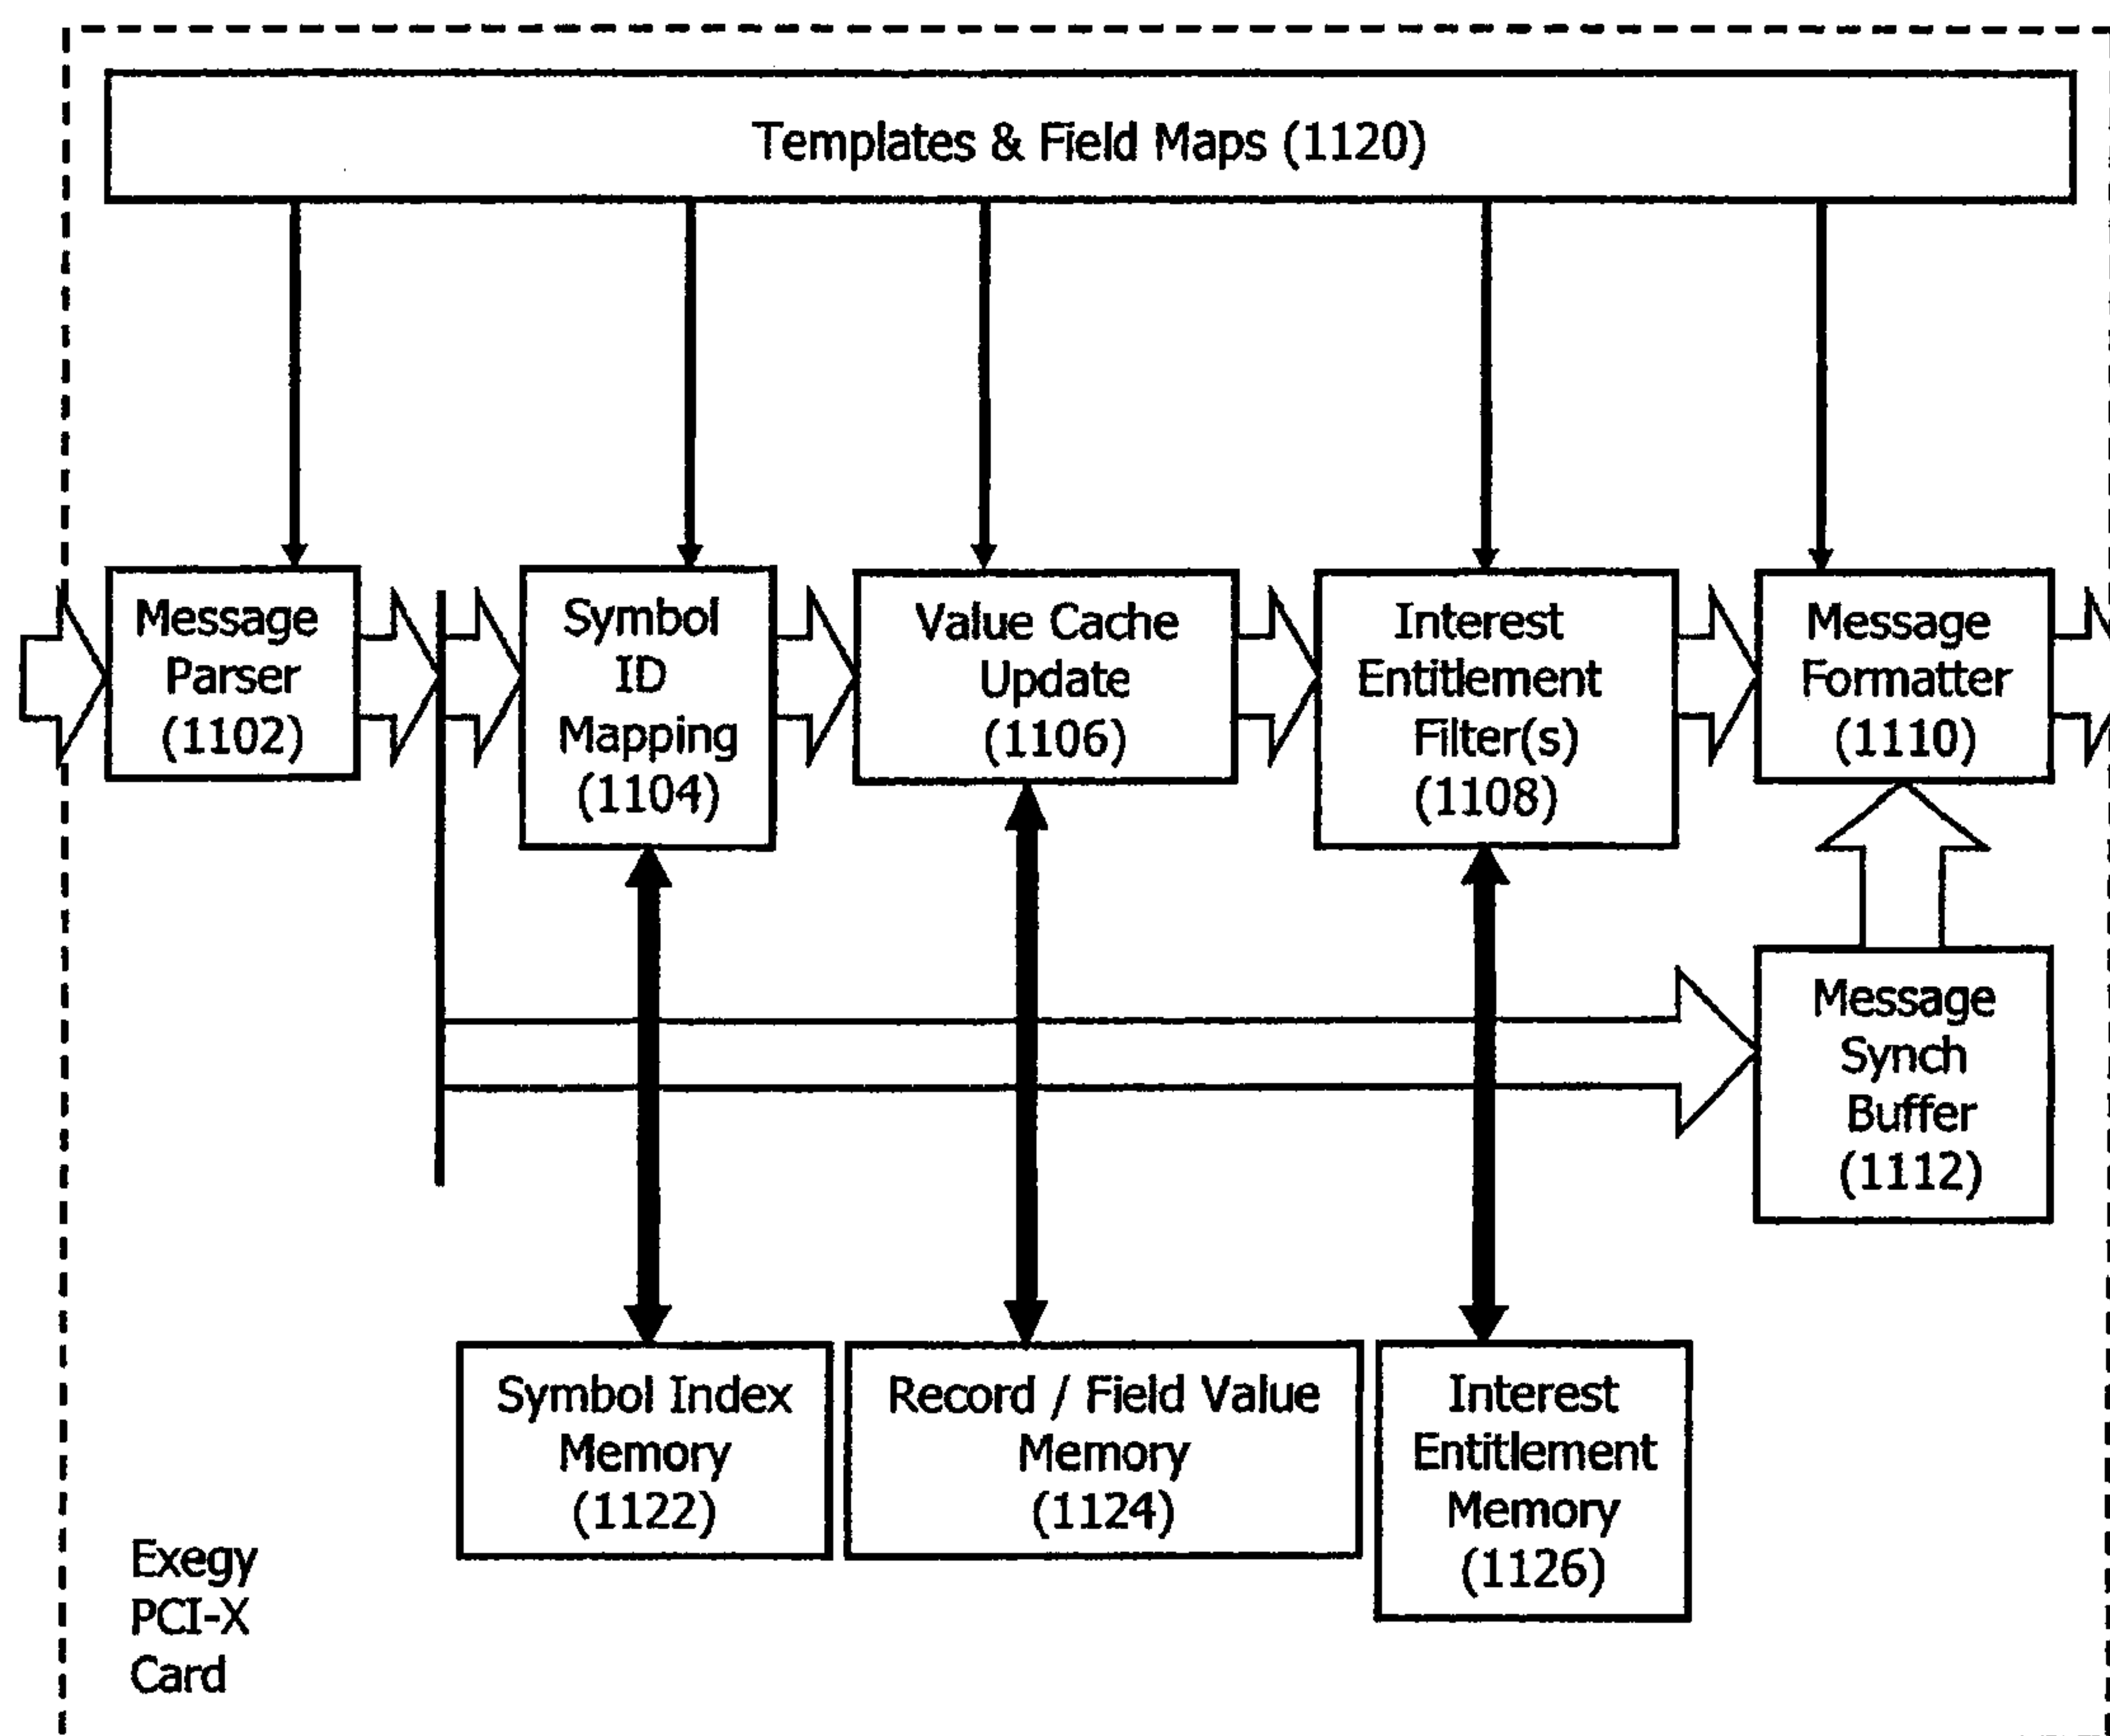 Templates & Field Maps (1120)
Message
Parser
(1102)
Symbol
ID
Mapping
(1104)
Value Cache
Update
(1106)
Interest
Entitlement
Filter(s)
(1108)
Message
Formatter
(1110)
Message
Synch
Buffer
(1112)
Symbol Index
Memory
(1122)
Record / Field Value
Memory
(1124)
Interest
Entitlement
Memory
(1126)
Exegy
PCI-X
Card